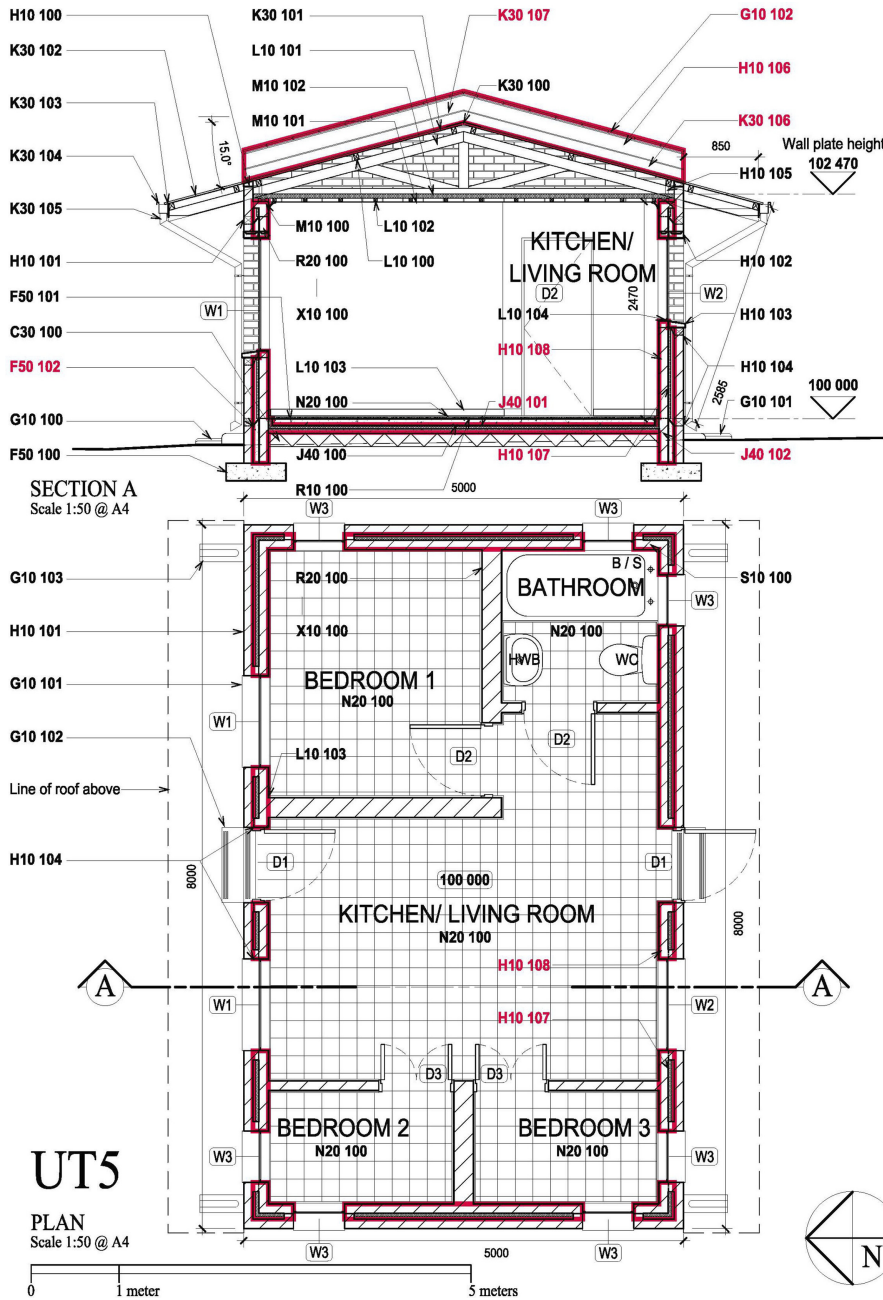 H10 100
K30 101
K30 107
G10 102
K30 102
L10 101
H10 106
K30 103
M10 102
K30 100
M10 101
K30 106
15.0°
850
Wall plate height
102 470
K30 104
H10 105
K30 105
M10 100
L10 102
KITCHEN/
LIVING ROOM
H10 101
R20 100
L10 100
H10 102
F50 101
W1
D2
2470
W2
X10 100
L10 104
H10 103
C30 100
H10 108
F50 102
L10 103
H10 104
N20 100
J40 101
2585
100 000
G10 100
G10 101
F50 100
J40 100
H10 107
J40 102
R10 100
SECTION A
Scale 1:50 @ A4
5000
W3
W3
G10 103
R20 100
B / S
BATHROOM
S10 100
W3
H10 101
X10 100
N20 100
HWB
WC
G10 101
BEDROOM 1
N20 100
W1
G10 102
L10 103
D2
D2
Line of roof above
H10 104
8000
D1
100 000
D1
KITCHEN/ LIVING ROOM
N20 100
8000
H10 108
A
A
W1
W2
H10 107
D3
D3
BEDROOM 2
N20 100
BEDROOM 3
N20 100
W3
W3
UT5
PLAN
Scale 1:50 @ A4
W3
W3
5000
N
0
1 meter
5 meters